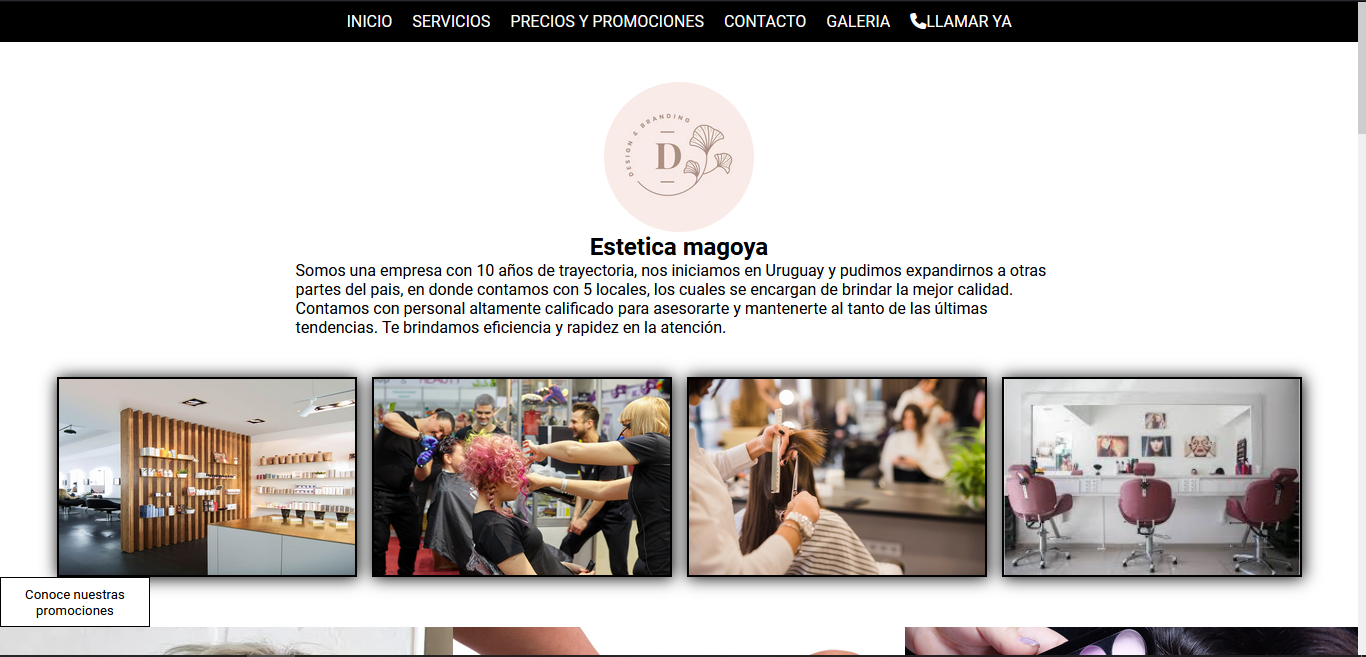 INICIO SERVICIOS PRECIOS Y PROMOCIONES CONTACTO GALERIA LLAMAR YA
DESIGN & BRANDING
D
Estetica magoya
Somos una empresa con 10 años de trayectoria, nos iniciamos en Uruguay y pudimos expandirnos a otras
partes del pais, en donde contamos con 5 locales, los cuales se encargan de brindar la mejor calidad.
Contamos con personal altamente calificado para asesorarte y mantenerte al tanto de las últimas
tendencias. Te brindamos eficiencia y rapidez en la atención.
Conoce nuestras
promociones